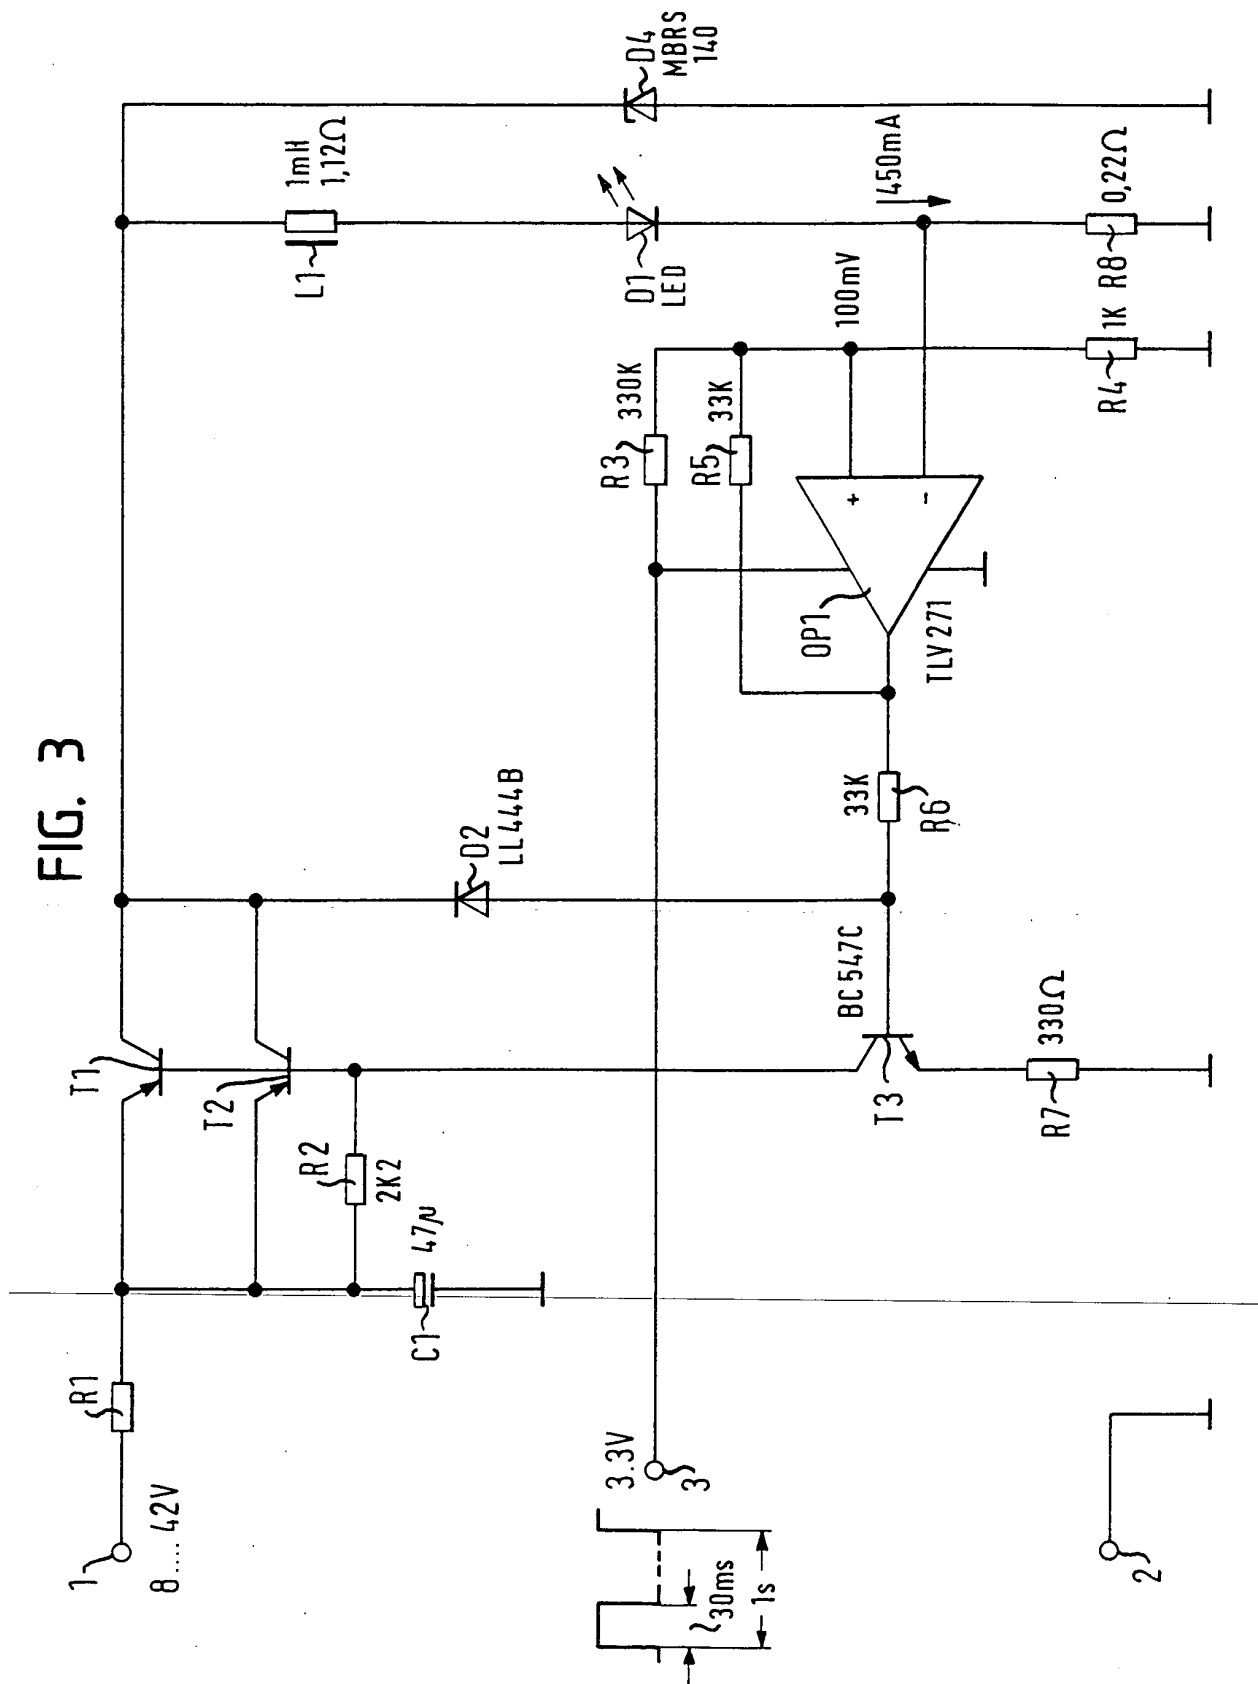 FIG. 3
1
8.... 42V
R1
T1
T2
R2
2K2
C1
47µ
D2
LL444B
L1
1mH
1,12Ω
D4
MBRS
140
D1
LED
450mA
3.3V
3
~30ms
1s
R3
330K
R5
33K
100mV
+
-
OP1
TLV271
33K
R6
BC547C
T3
R7
330Ω
R4
1K
R8
0,22Ω
2